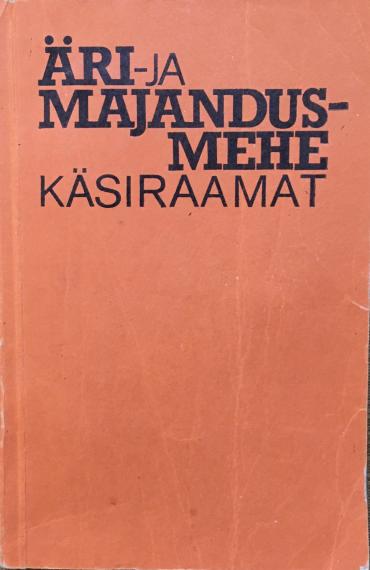 ÄRI-JA
MAJANDUS-
MEHE
KÄSIRAAMAT